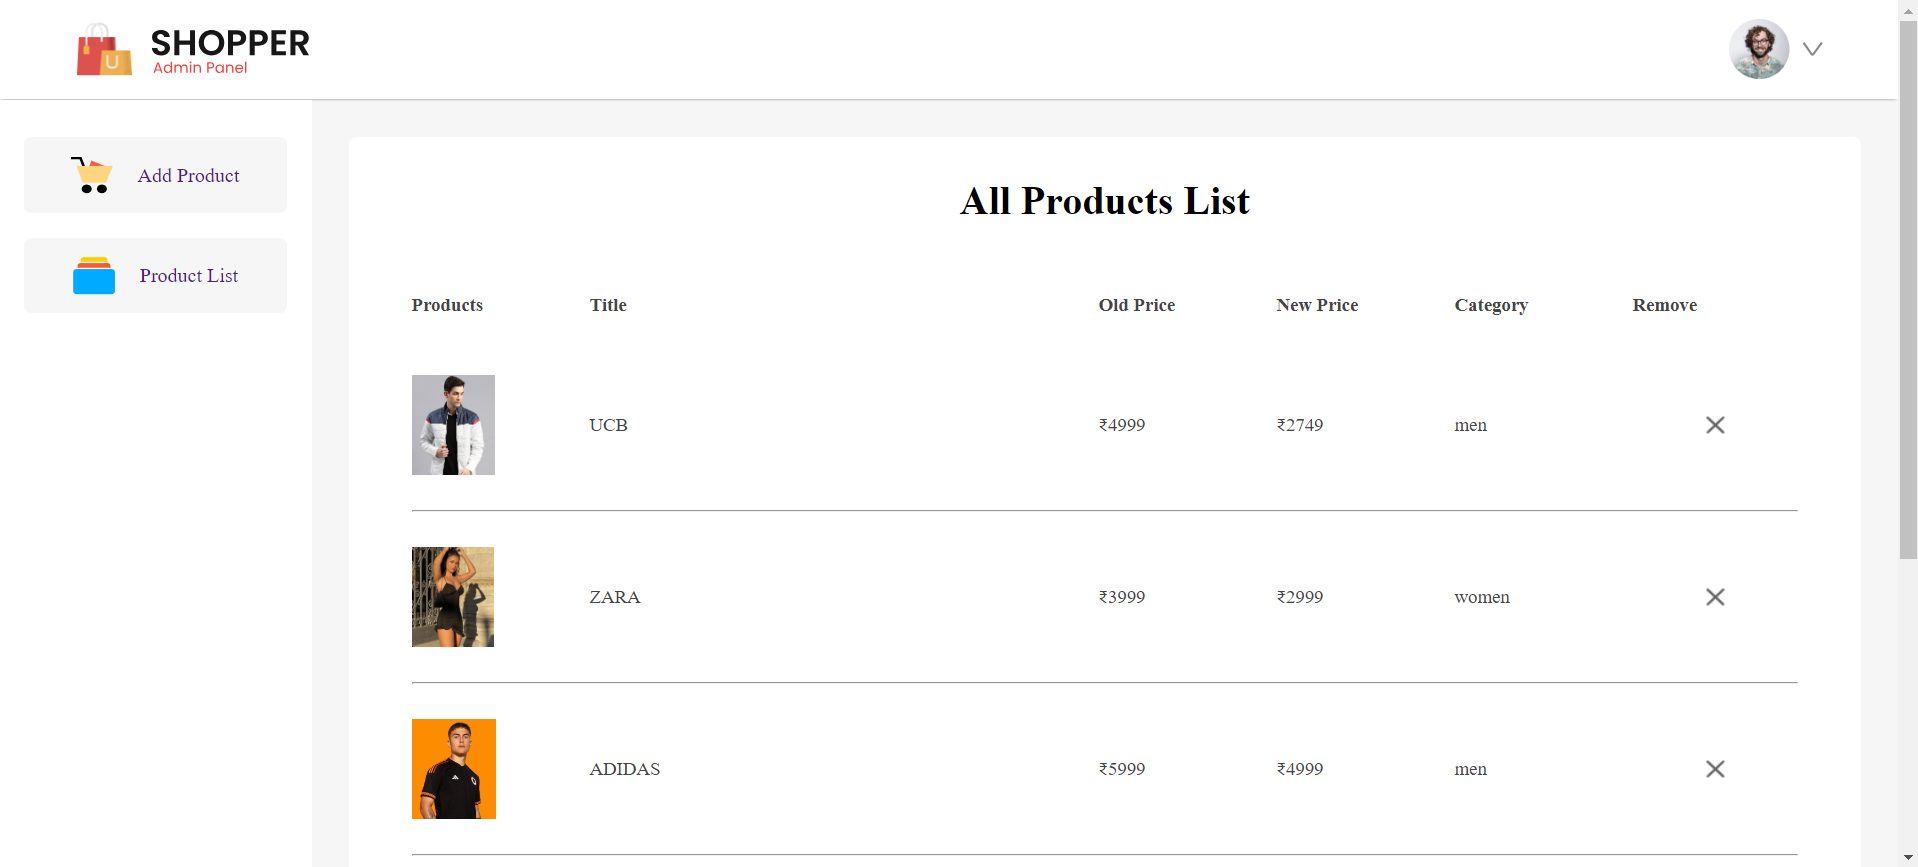 U
SHOPPER
Admin Panel
Add Product
Product List
All Products List
Products Title Old Price New Price Category Remove
UCB ₹4999 ₹2749 men
ZARA ₹3999 ₹2999 women
ADIDAS ₹5999 ₹4999 men